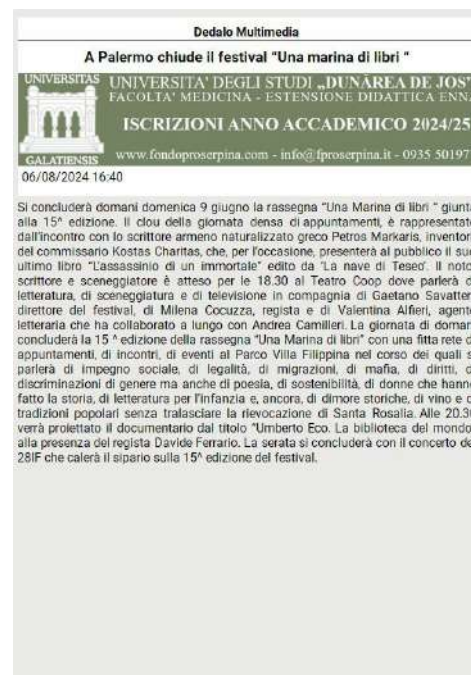 Dedalo Multimedia
A Palermo chiude il festival "Una marina di libri "
UNIVERSITAS
GALATIENSIS
UNIVERSITA' DEGLI STUDI „DUNÀREA DE JOS"
FACOLTA' MEDICINA - ESTENSIONE DIDATTICA ENNA
ISCRIZIONI ANNO ACCADEMICO 2024/25
www.fondoproserpina.com - info@fproserpina.it - 0935 50197
06/08/2024 16:40
Si concluderà domani domenica 9 giugno la rassegna "Una Marina di libri " giunta
alla 15^ edizione. Il clou della giornata densa di appuntamenti, è rappresentato
dall'incontro con lo scrittore armeno naturalizzato greco Petros Markaris, inventor
del commissario Kostas Charitas, che, per l'occasione, presenterà al pubblico il suo
ultimo libro "L'assassinio di un immortale" edito da 'La nave di Teseo'. Il noto
scrittore e sceneggiatore è atteso per le 18.30 al Teatro Coop dove parlerà d
letteratura, di sceneggiatura e di televisione in compagnia di Gaetano Savatter
direttore del festival, di Milena Cocuzza, regista e di Valentina Alfieri, agente
letteraria che ha collaborato a lungo con Andrea Camilleri. La giornata di doman
concluderà la 15 ^ edizione della rassegna "Una Marina di libri" con una fitta rete d
appuntamenti, di incontri, di eventi al Parco Villa Filippina nel corso dei quali s
parlerà di impegno sociale, di legalità, di migrazioni, di mafia, di diritti, d
discriminazioni di genere ma anche di poesia, di sostenibilità, di donne che hanno
fatto la storia, di letteratura per l'infanzia e, ancora, di dimore storiche, di vino e d
tradizioni popolari senza tralasciare la rievocazione di Santa Rosalia. Alle 20.30
verrà proiettato il documentario dal titolo "Umberto Eco. La biblioteca del mondo
alla presenza del regista Davide Ferrario. La serata si concluderà con il concerto de
28IF che calerà il sipario sulla 15^ edizione del festival.